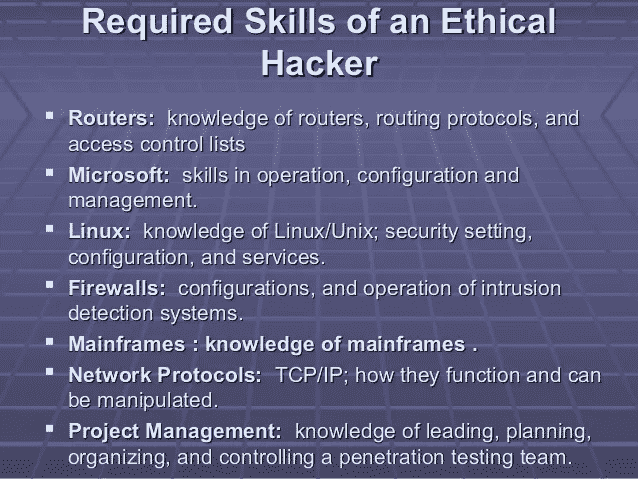 Required Skills of an Ethical
Hacker
▪ Routers: knowledge of routers, routing protocols, and
access control lists
▪ Microsoft: skills in operation, configuration and
management.
▪ Linux: knowledge of Linux/Unix; security setting,
configuration, and services.
▪ Firewalls: configurations, and operation of intrusion
detection systems.
▪ Mainframes : knowledge of mainframes .
▪ Network Protocols: TCP/IP; how they function and can
be manipulated.
▪ Project Management: knowledge of leading, planning,
organizing, and controlling a penetration testing team.